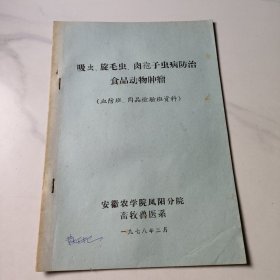 吸虫、旋毛虫、肉孢子虫病防治
食品动物肿瘤
（血防班、肉品检验班资料）
安徽农学院凤阳分院
畜牧兽医系
一九七八年二月